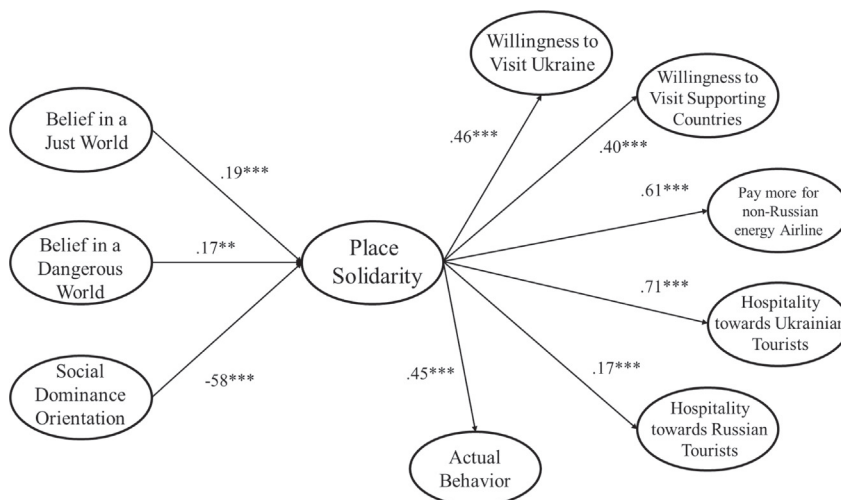 Willingness to
Visit Ukraine
Willingness to
Visit Supporting
Countries
Belief in a
Just World
.46***
.40***
.19***
.61***
Pay more for
non-Russian
energy Airline
Belief in a
Dangerous
World
.17**
Place
Solidarity
.71***
Hospitality
towards Ukrainian
Tourists
Social
Dominance
Orientation
-58***
.45***
.17***
Hospitality
towards Russian
Tourists
Actual
Behavior